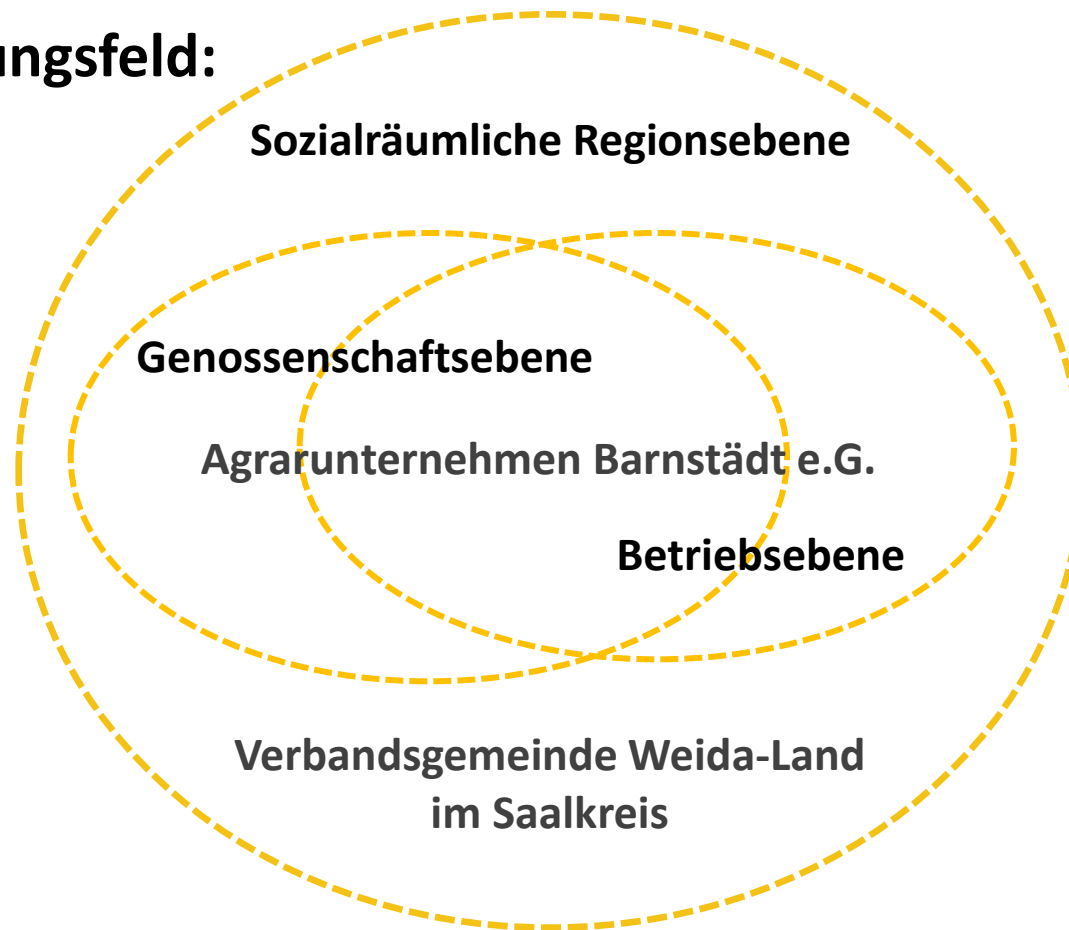 ungsfeld:
Sozialräumliche Regionsebene
Genossenschaftsebene
Agrarunternehmen Barnstädt e.G.
Betriebsebene
Verbandsgemeinde Weida-Land
im Saalkreis